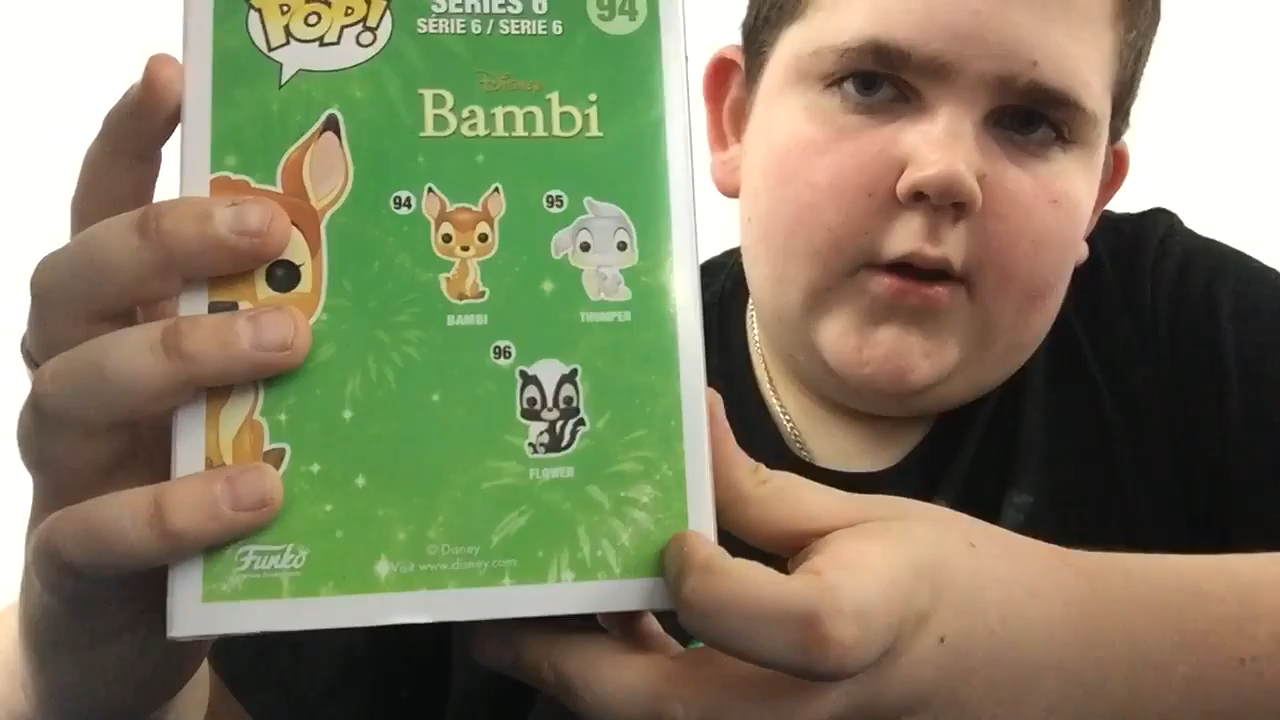 POP!
SERIES 6
SÉRIE 6 / SERIE 6
94
Disney
Bambi
94
BAMBI
95
THUMPER
96
FLOWER
Funko
© Disney
Visit www.disney.com